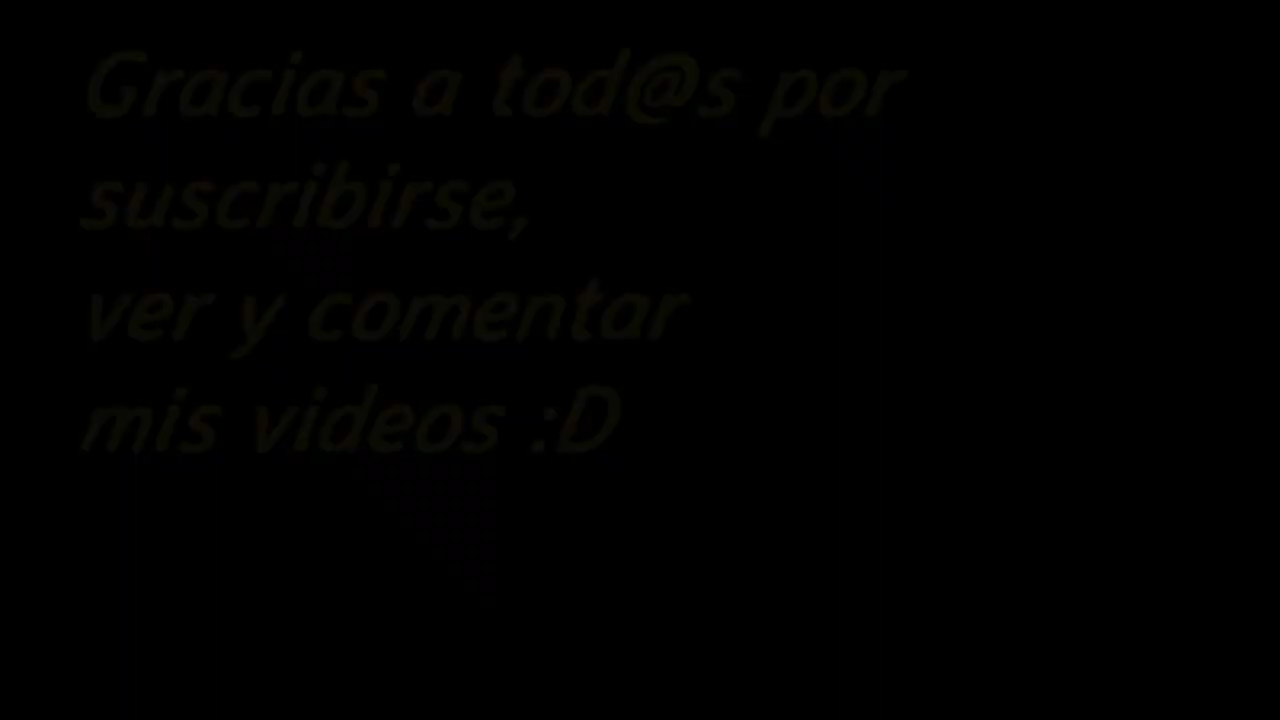 Gracias a tod@s por
suscribirse,
ver y comentar
mis videos :D